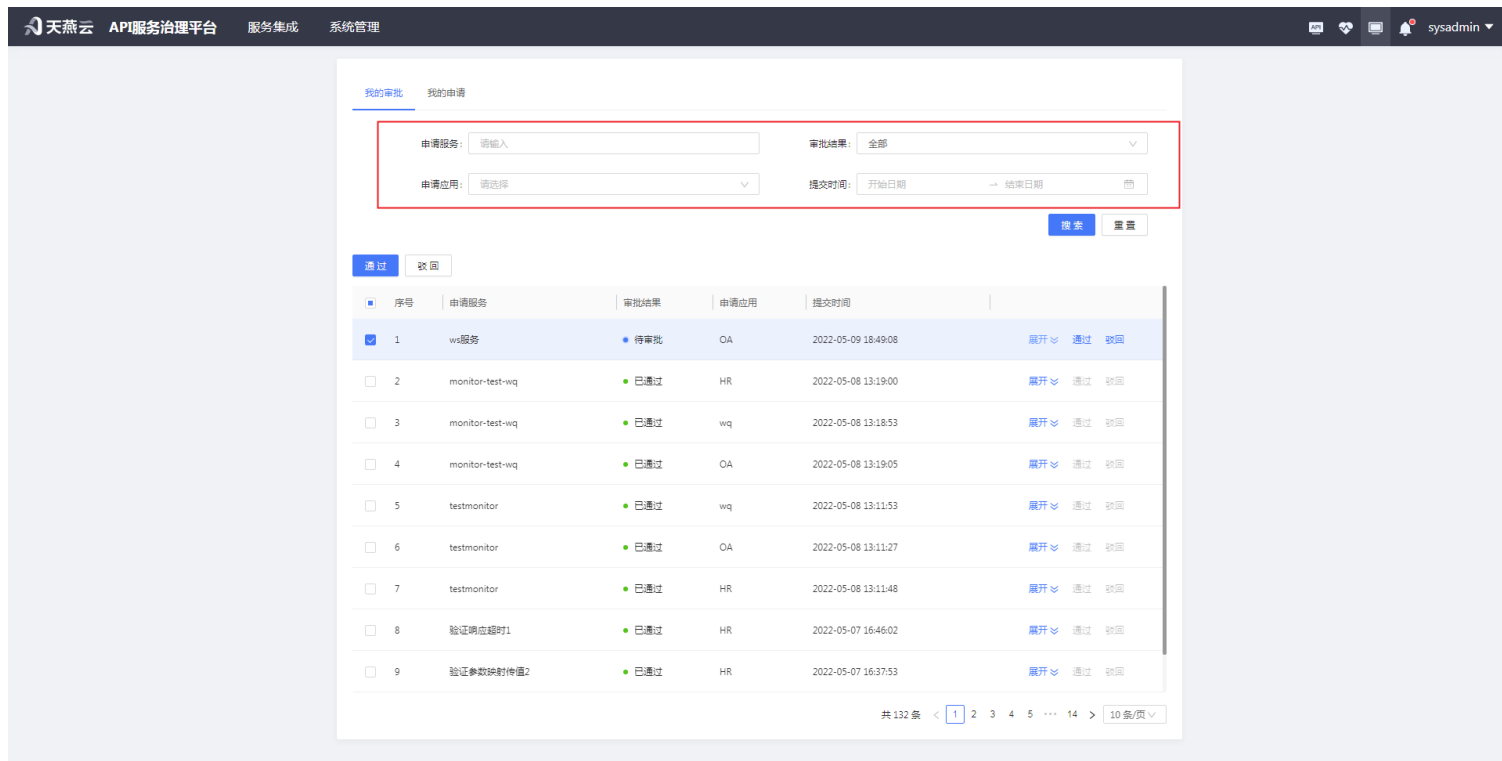 天燕云 API服务治理平台 服务集成 系统管理 API sysadmin
我的审批 我的申请
申请服务: 请输入 审批结果: 全部
申请应用: 请选择 提交时间: 开始日期 → 结束日期
搜索 重置
通过 驳回
序号 申请服务 审批结果 申请应用 提交时间
1 ws服务 待审批 OA 2022-05-09 18:49:08 展开 通过 驳回
2 monitor-test-wq 已通过 HR 2022-05-08 13:19:00 展开 通过 驳回
3 monitor-test-wq 已通过 wq 2022-05-08 13:18:53 展开 通过 驳回
4 monitor-test-wq 已通过 OA 2022-05-08 13:19:05 展开 通过 驳回
5 testmonitor 已通过 wq 2022-05-08 13:11:53 展开 通过 驳回
6 testmonitor 已通过 OA 2022-05-08 13:11:27 展开 通过 驳回
7 testmonitor 已通过 HR 2022-05-08 13:11:48 展开 通过 驳回
8 验证响应超时1 已通过 HR 2022-05-07 16:46:02 展开 通过 驳回
9 验证参数映射传值2 已通过 HR 2022-05-07 16:37:53 展开 通过 驳回
共 132 条 < 1 2 3 4 5 ··· 14 > 10 条/页